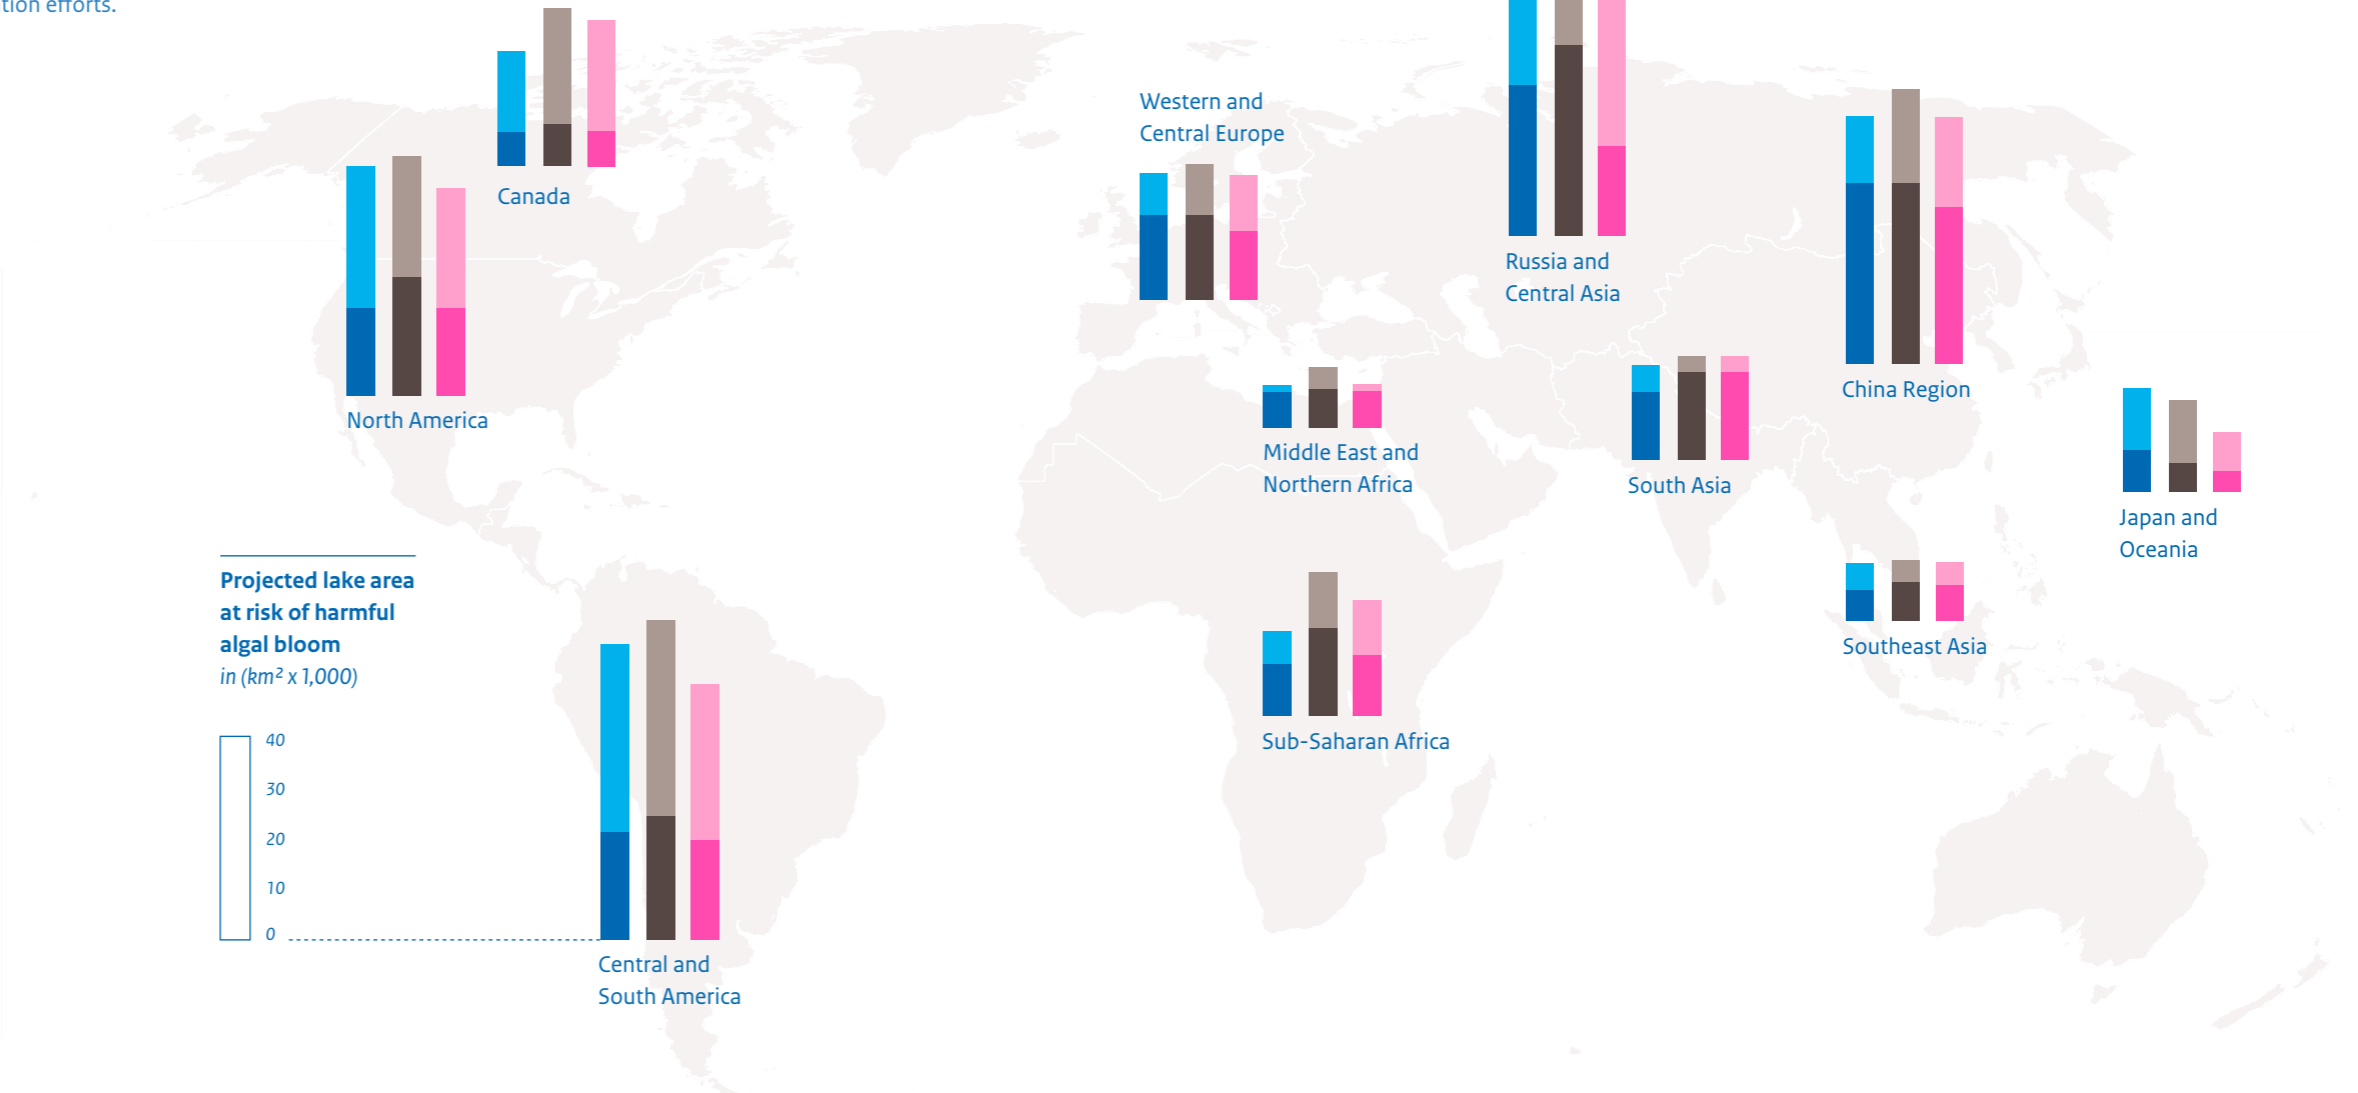 tion efforts.
Canada
North America
Western and
Central Europe
Russia and
Central Asia
China Region
Middle East and
Northern Africa
South Asia
Japan and
Oceania
Southeast Asia
Sub-Saharan Africa
Projected lake area
at risk of harmful
algal bloom
in (km² x 1,000)
40
30
20
10
0
Central and
South America